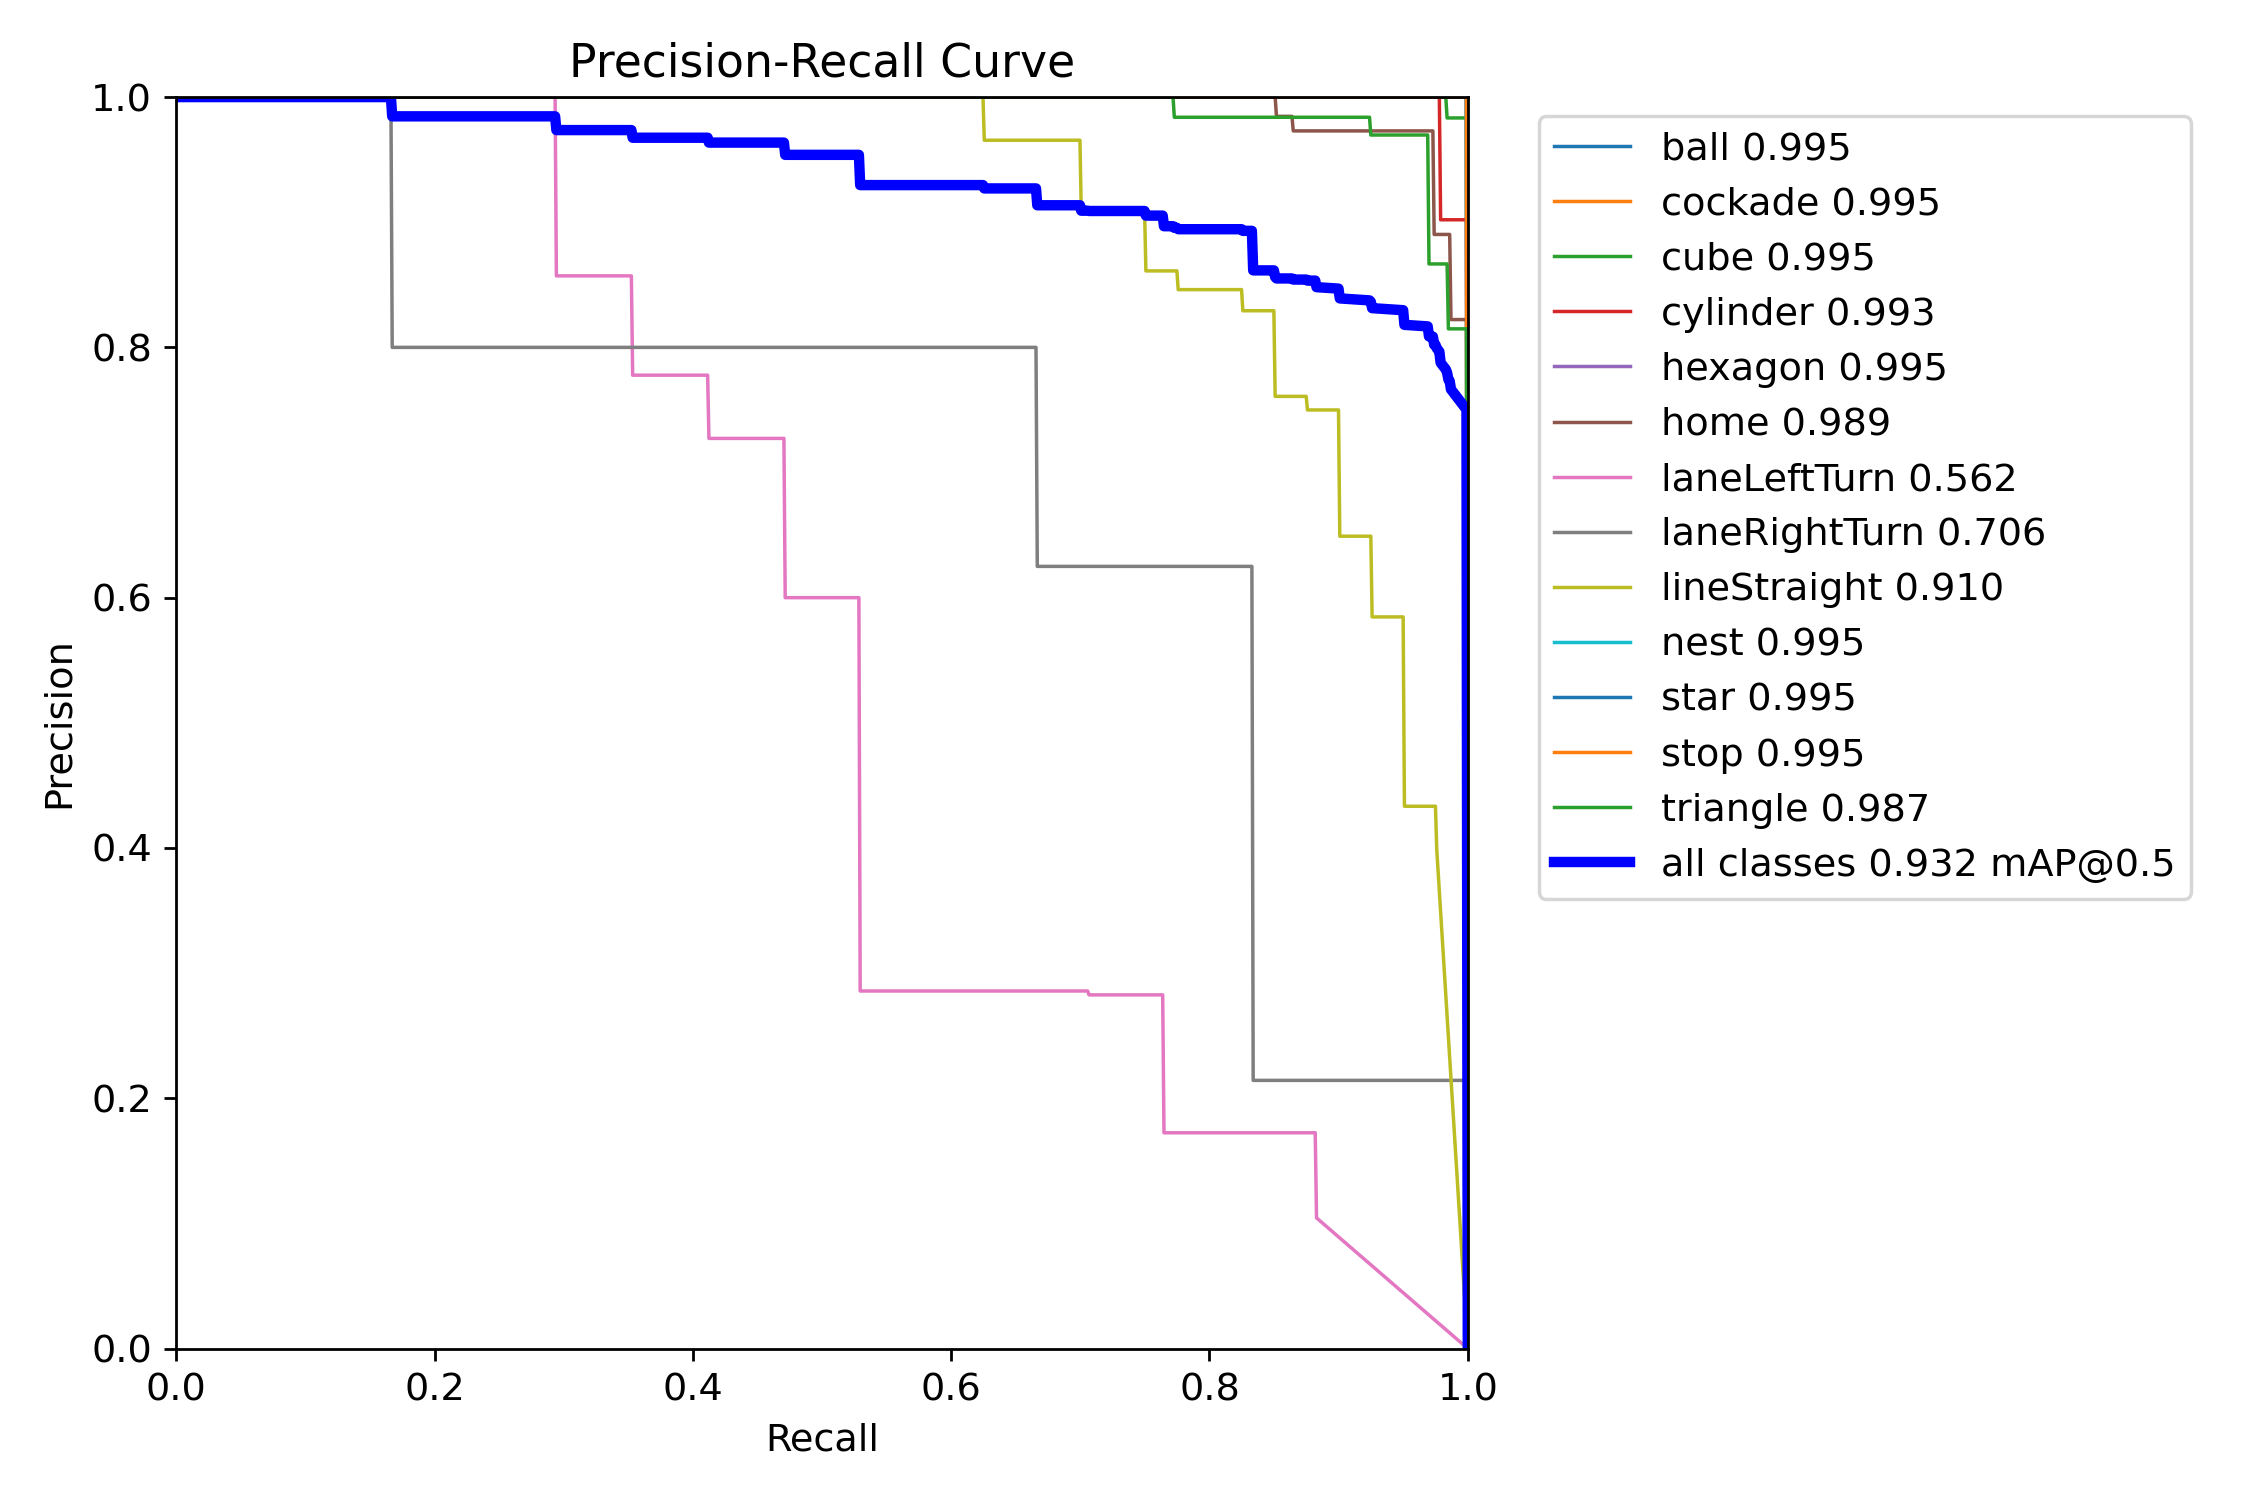 Precision-Recall Curve
1.0
0.8
0.6
0.4
0.2
0.0
Precision
0.0 0.2 0.4 0.6 0.8 1.0
Recall
ball 0.995
cockade 0.995
cube 0.995
cylinder 0.993
hexagon 0.995
home 0.989
laneLeftTurn 0.562
laneRightTurn 0.706
lineStraight 0.910
nest 0.995
star 0.995
stop 0.995
triangle 0.987
all classes 0.932 mAP@0.5